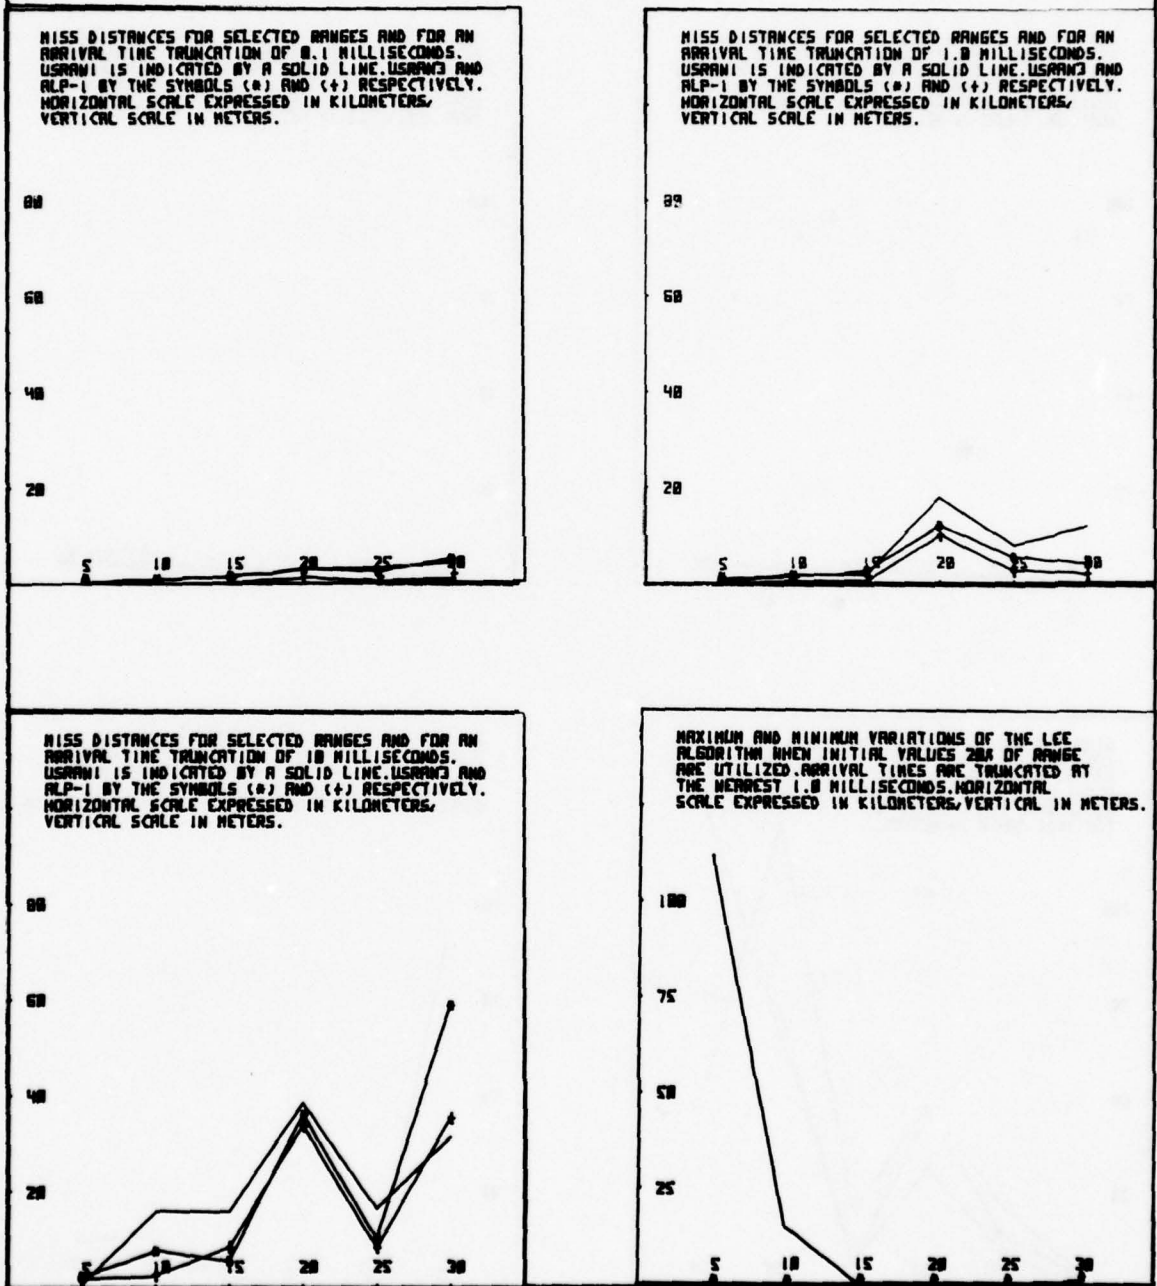 MISS DISTANCES FOR SELECTED RANGES AND FOR AN
ARRIVAL TIME TRUNCATION OF 0.1 MILLISECONDS.
USRAN1 IS INDICATED BY A SOLID LINE.USRAN3 AND
ALP-1 BY THE SYMBOLS (*) AND (+) RESPECTIVELY.
HORIZONTAL SCALE EXPRESSED IN KILOMETERS,
VERTICAL SCALE IN METERS.
80
60
40
20
5 10 15 20 25 30
MISS DISTANCES FOR SELECTED RANGES AND FOR AN
ARRIVAL TIME TRUNCATION OF 1.0 MILLISECONDS.
USRAN1 IS INDICATED BY A SOLID LINE.USRAN3 AND
ALP-1 BY THE SYMBOLS (*) AND (+) RESPECTIVELY.
HORIZONTAL SCALE EXPRESSED IN KILOMETERS,
VERTICAL SCALE IN METERS.
80
60
40
20
5 10 15 20 25 30
MISS DISTANCES FOR SELECTED RANGES AND FOR AN
ARRIVAL TIME TRUNCATION OF 10 MILLISECONDS.
USRAN1 IS INDICATED BY A SOLID LINE.USRAN3 AND
ALP-1 BY THE SYMBOLS (*) AND (+) RESPECTIVELY.
HORIZONTAL SCALE EXPRESSED IN KILOMETERS,
VERTICAL SCALE IN METERS.
80
60
40
20
5 10 15 20 25 30
MAXIMUM AND MINIMUM VARIATIONS OF THE LEE
ALGORITHM WHEN INITIAL VALUES 20% OF RANGE
ARE UTILIZED.ARRIVAL TIMES ARE TRUNCATED AT
THE NEAREST 1.0 MILLISECONDS.HORIZONTAL
SCALE EXPRESSED IN KILOMETERS,VERTICAL IN METERS.
100
75
50
25
5 10 15 20 25 30